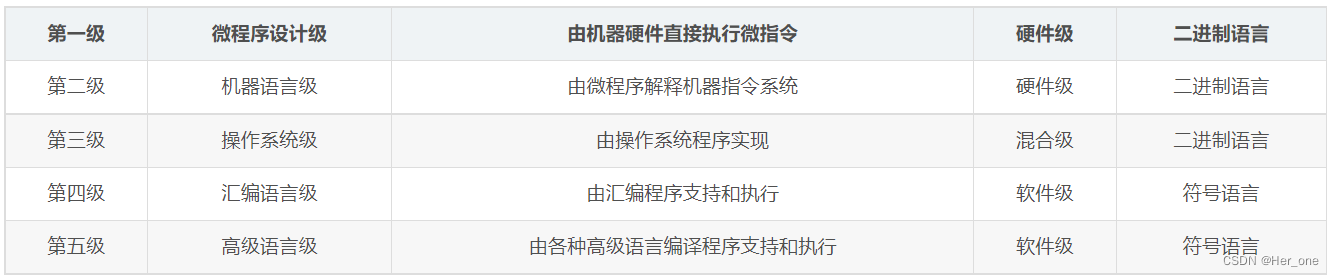 第一级 微程序设计级 由机器硬件直接执行微指令 硬件级 二进制语言
第二级 机器语言级 由微程序解释机器指令系统 硬件级 二进制语言
第三级 操作系统级 由操作系统程序实现 混合级 二进制语言
第四级 汇编语言级 由汇编程序支持和执行 软件级 符号语言
第五级 高级语言级 由各种高级语言编译程序支持和执行 软件级 符号语言
CSDN @Her_one